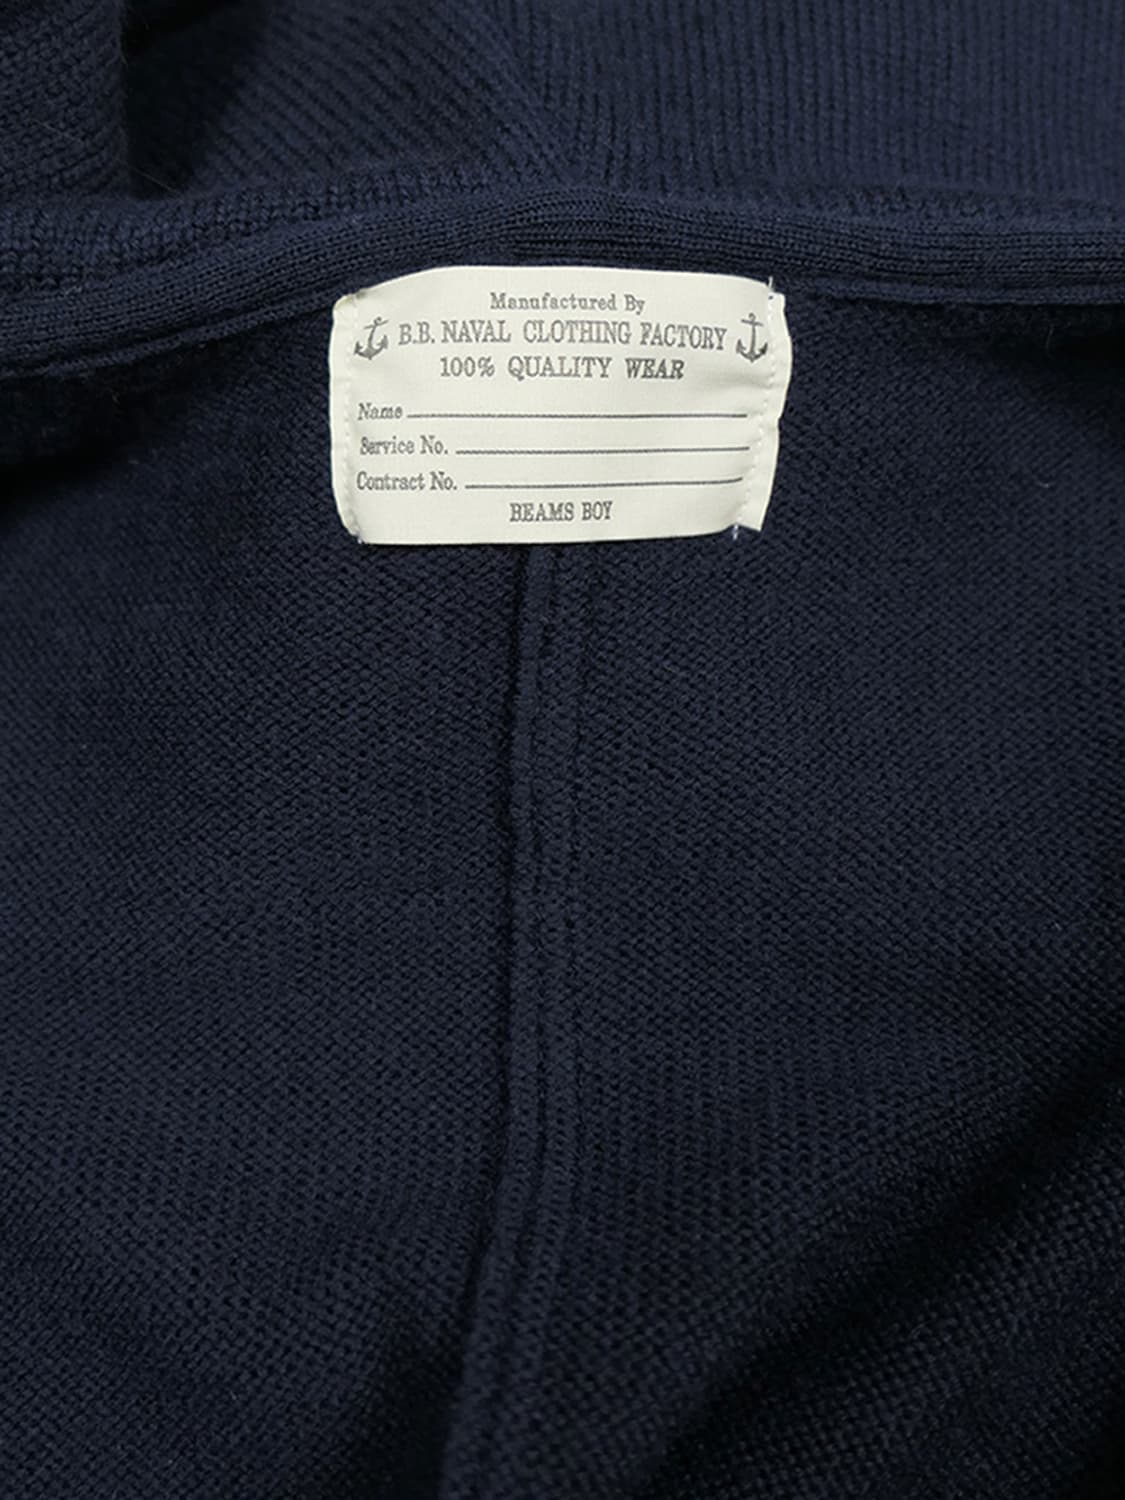 Manufactured By
B.B. NAVAL CLOTHING FACTORY
100% QUALITY WEAR
Name
Service No.
Contract No.
BEAMS BOY